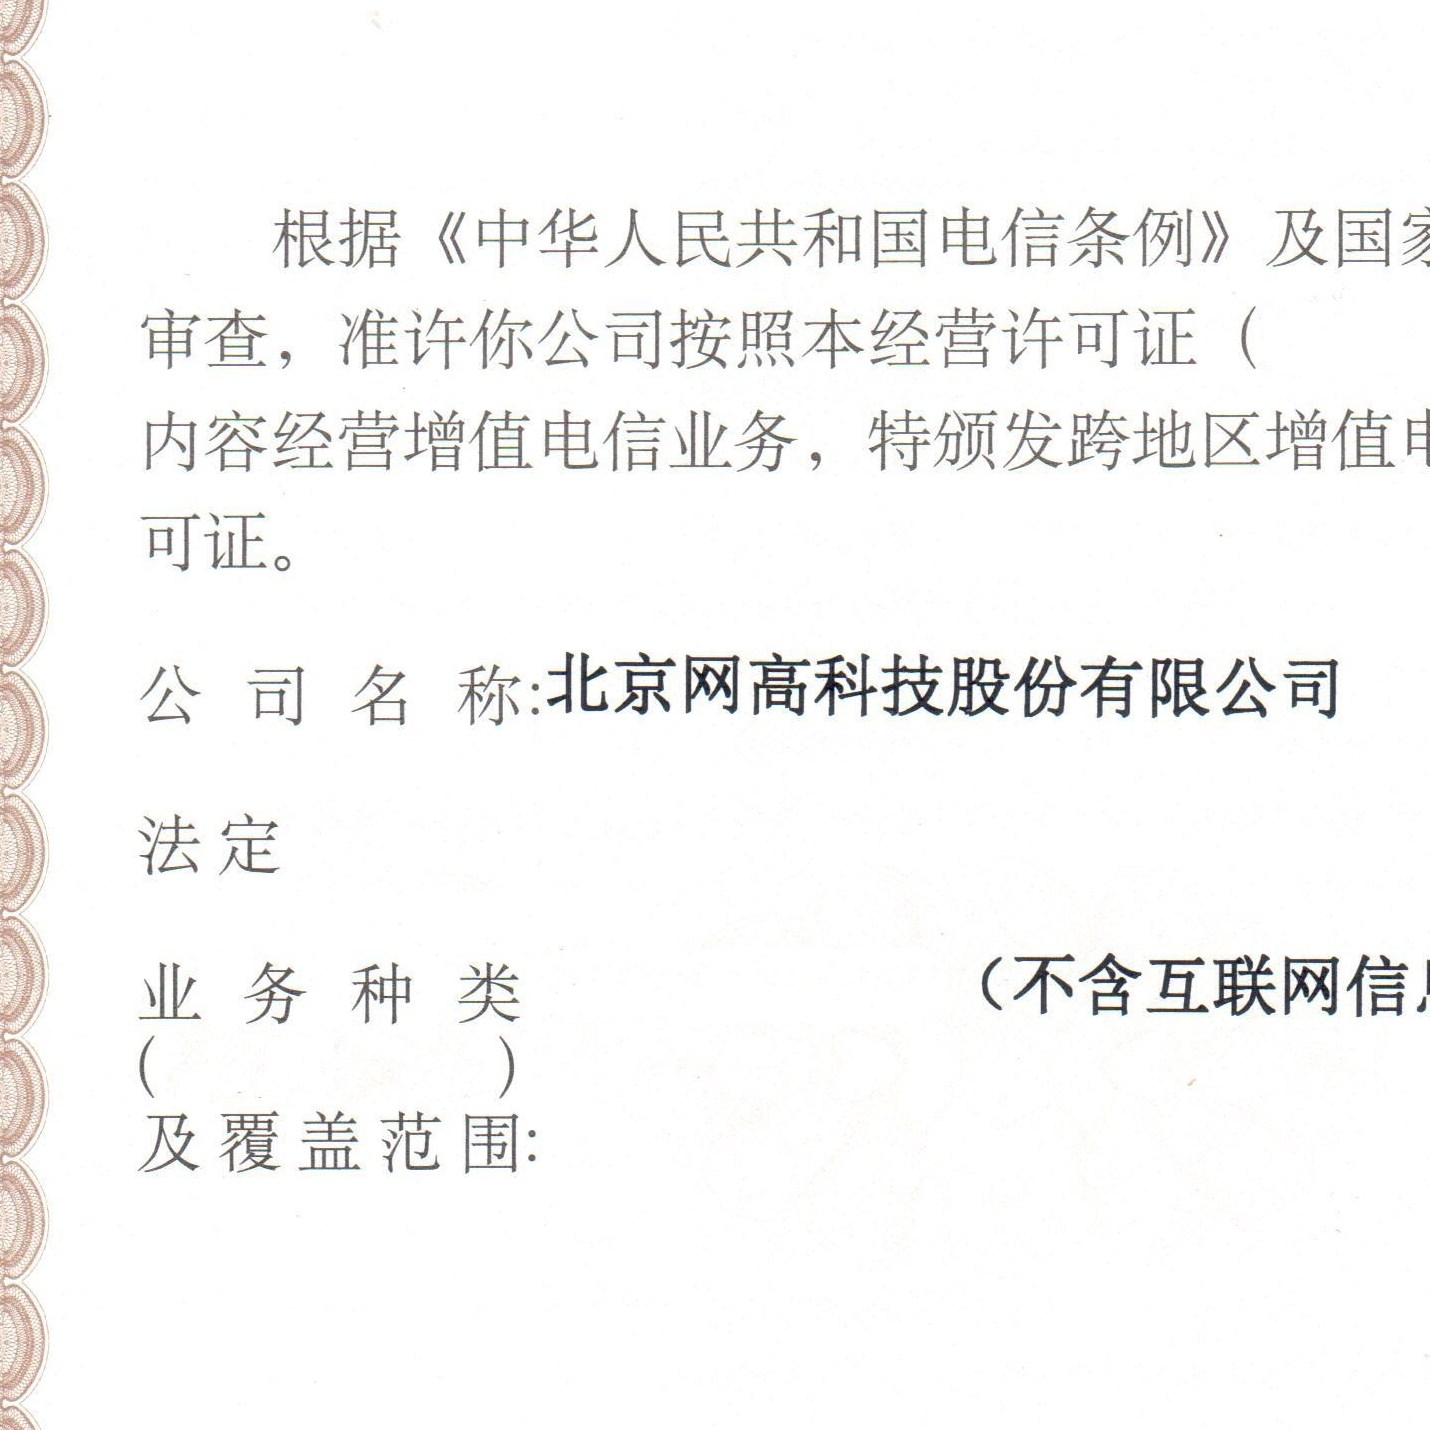 根据《中华人民共和国电信条例》及国家
审查，准许你公司按照本经营许可证（
内容经营增值电信业务，特颁发跨地区增值电
可证。
公司名称:北京网高科技股份有限公司
法定
业务种类 （不含互联网信息
( )
及覆盖范围: